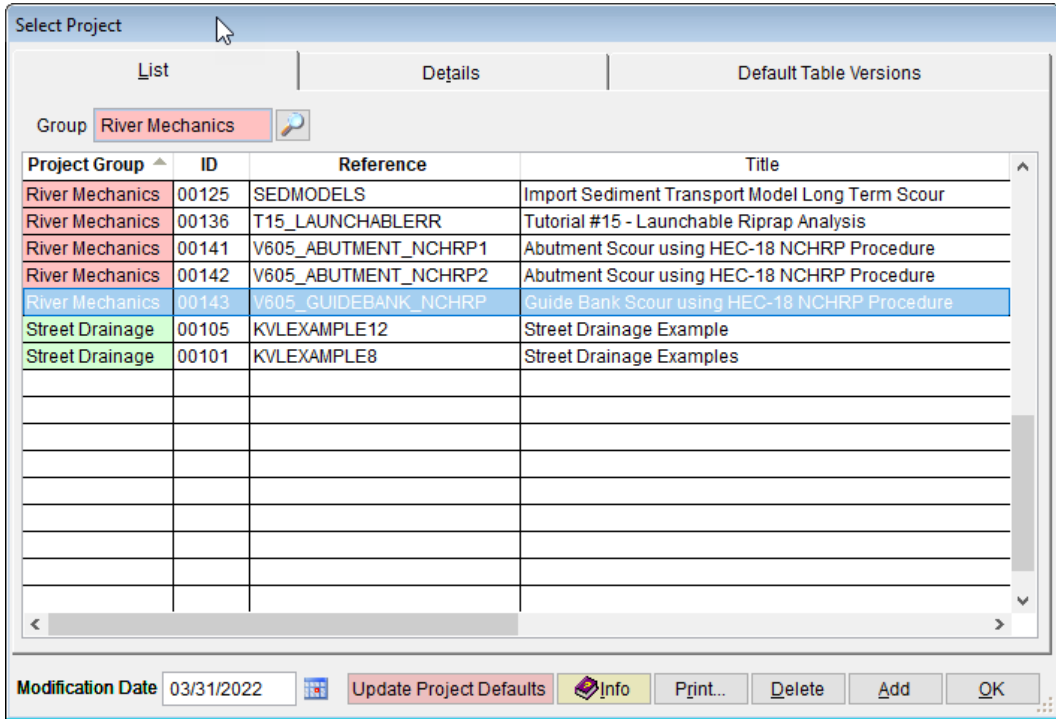 Select Project
List Details Default Table Versions
Group River Mechanics
Project Group ID Reference Title
River Mechanics 00125 SEDMODELS Import Sediment Transport Model Long Term Scour
River Mechanics 00136 T15_LAUNCHABLERR Tutorial #15 - Launchable Riprap Analysis
River Mechanics 00141 V605_ABUTMENT_NCHRP1 Abutment Scour using HEC-18 NCHRP Procedure
River Mechanics 00142 V605_ABUTMENT_NCHRP2 Abutment Scour using HEC-18 NCHRP Procedure
River Mechanics 00143 V605_GUIDEBANK_NCHRP Guide Bank Scour using HEC-18 NCHRP Procedure
Street Drainage 00105 KVLEXAMPLE12 Street Drainage Example
Street Drainage 00101 KVLEXAMPLE8 Street Drainage Examples
Modification Date 03/31/2022 Update Project Defaults Info Print... Delete Add OK